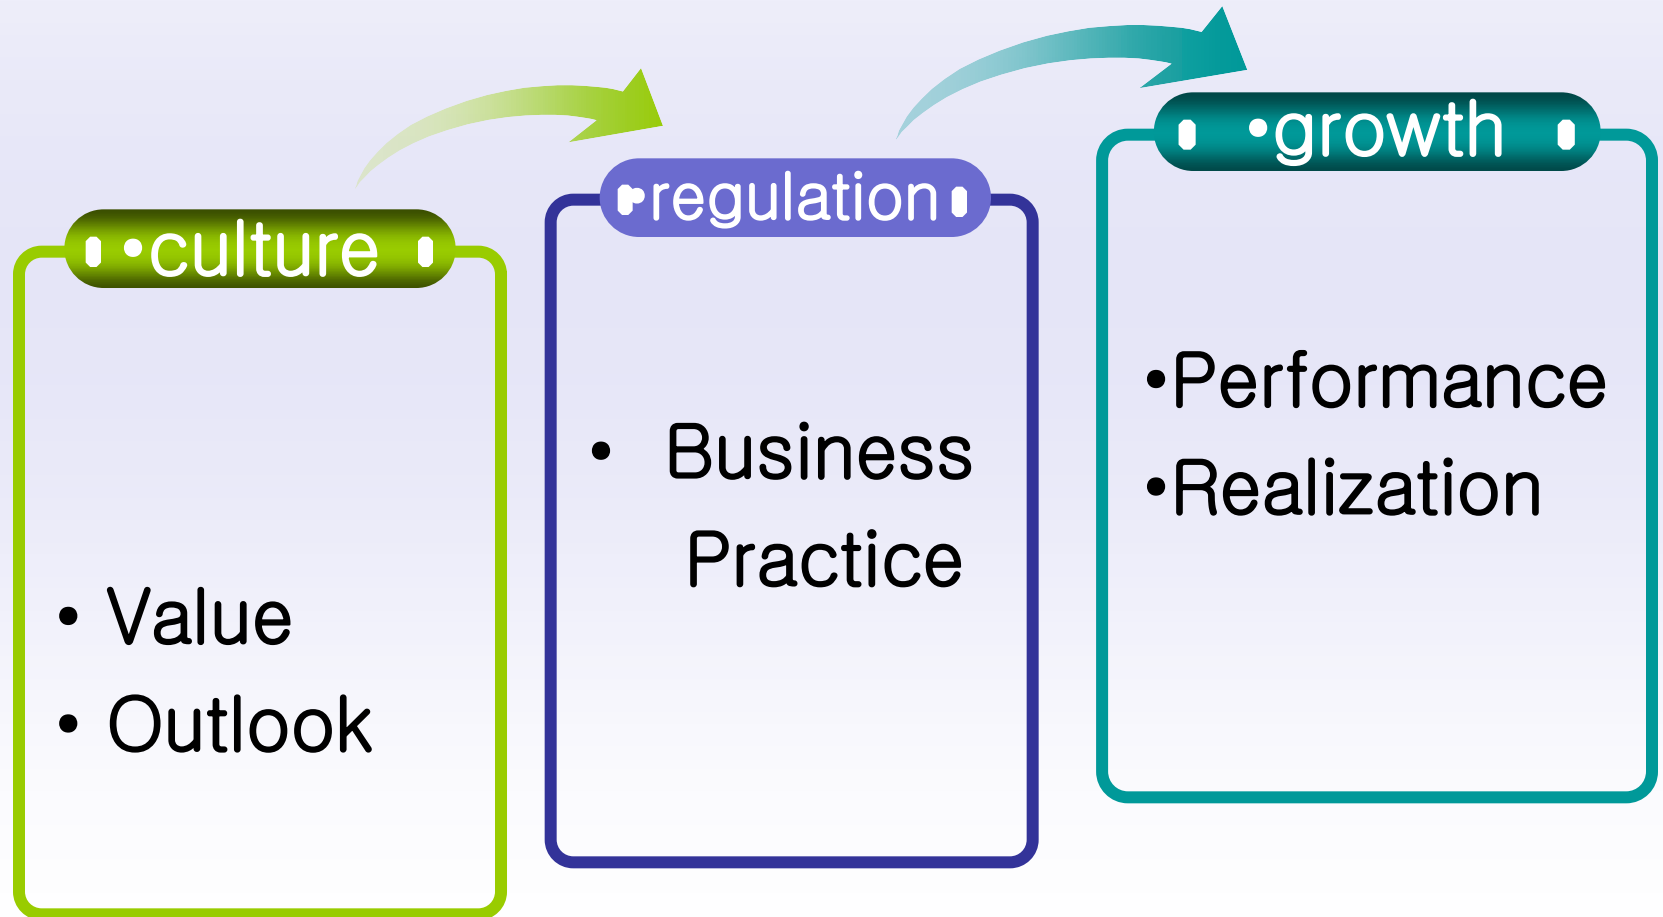 •culture
• Value
• Outlook
•regulation
• Business
Practice
•growth
•Performance
•Realization